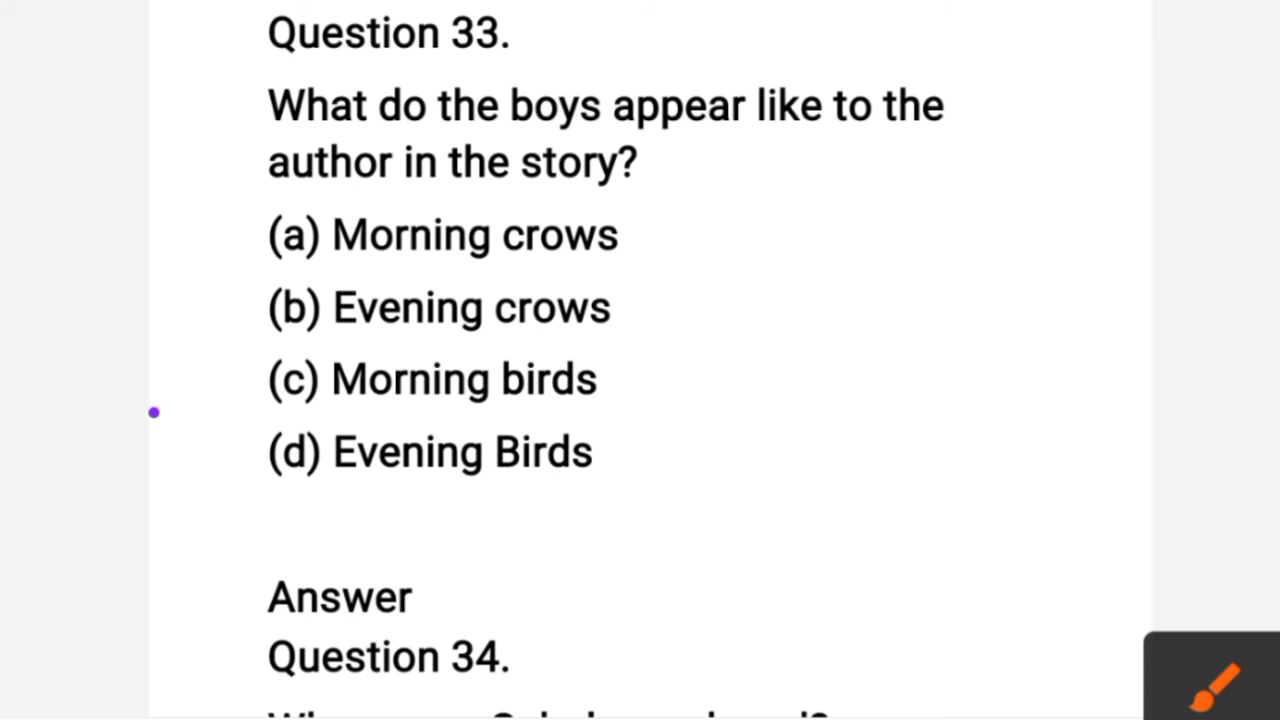 Question 33.
What do the boys appear like to the
author in the story?
(a) Morning crows
(b) Evening crows
(c) Morning birds
(d) Evening Birds
Answer
Question 34.